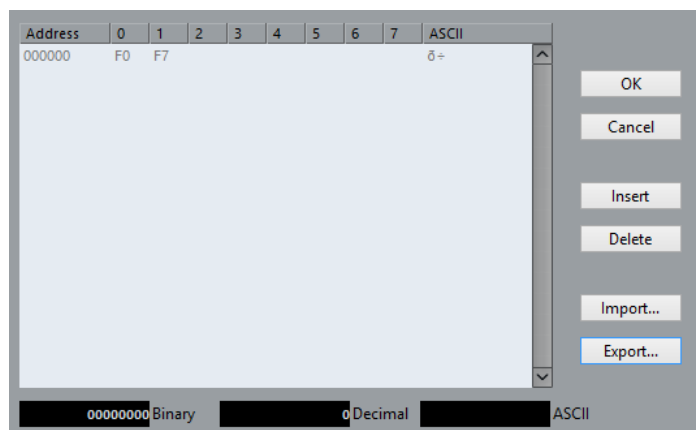 Address 0 1 2 3 4 5 6 7 ASCII
000000 F0 F7 ð÷
OK
Cancel
Insert
Delete
Import...
Export...
00000000 Binary 0 Decimal ASCII